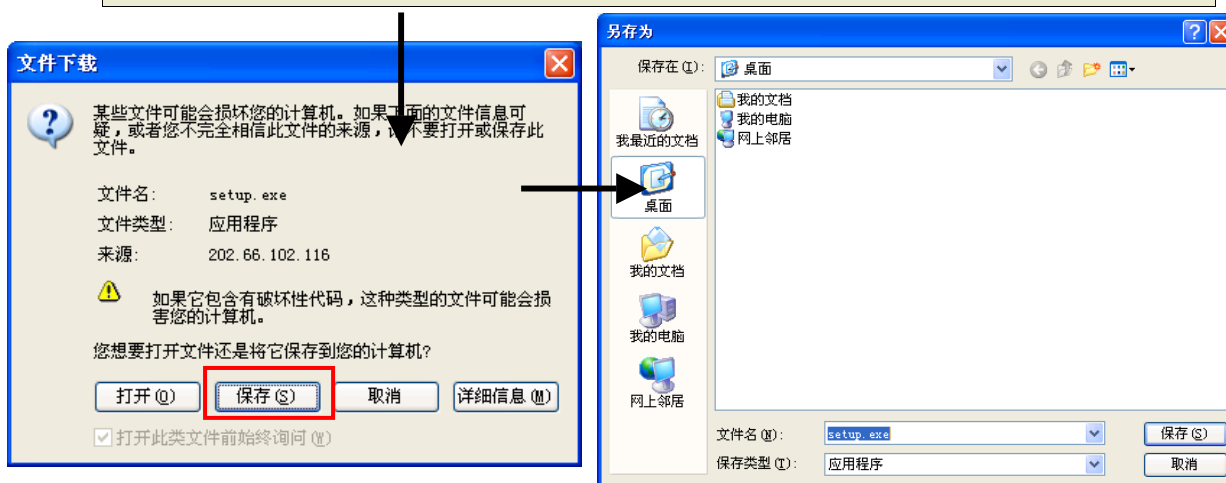 文件下载
某些文件可能会损坏您的计算机。如果下面的文件信息可
疑，或者您不完全相信此文件的来源，请不要打开或保存此
文件。
文件名: setup.exe
文件类型: 应用程序
来源: 202.66.102.116
如果它包含有破坏性代码，这种类型的文件可能会损
害您的计算机。
您想要打开文件还是将它保存到您的计算机?
打开(O) 保存(S) 取消 详细信息(M)
打开此类文件前始终询问(W)
另存为
保存在(I): 桌面
我最近的文档
桌面
我的文档
我的电脑
网上邻居
我的文档
我的电脑
网上邻居
文件名(N): setup.exe 保存(S)
保存类型(T): 应用程序 取消